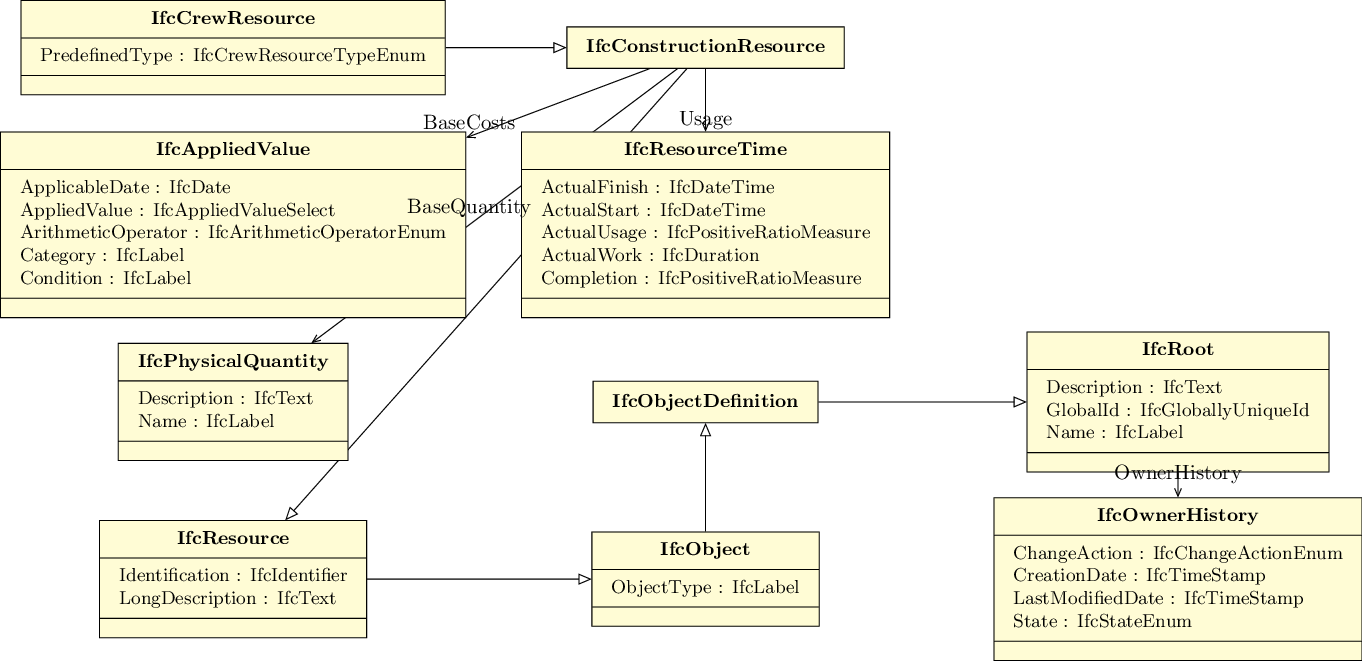 IfcCrewResource
PredefinedType : IfcCrewResourceTypeEnum
IfcConstructionResource
BaseCosts
Usage
IfcAppliedValue
ApplicableDate : IfcDate
AppliedValue : IfcAppliedValueSelect
ArithmeticOperator : IfcArithmeticOperatorEnum
Category : IfcLabel
Condition : IfcLabel
BaseQuantity
IfcResourceTime
ActualFinish : IfcDateTime
ActualStart : IfcDateTime
ActualUsage : IfcPositiveRatioMeasure
ActualWork : IfcDuration
Completion : IfcPositiveRatioMeasure
IfcPhysicalQuantity
Description : IfcText
Name : IfcLabel
IfcObjectDefinition
IfcRoot
Description : IfcText
GlobalId : IfcGloballyUniqueId
Name : IfcLabel
OwnerHistory
IfcResource
Identification : IfcIdentifier
LongDescription : IfcText
IfcObject
ObjectType : IfcLabel
IfcOwnerHistory
ChangeAction : IfcChangeActionEnum
CreationDate : IfcTimeStamp
LastModifiedDate : IfcTimeStamp
State : IfcStateEnum